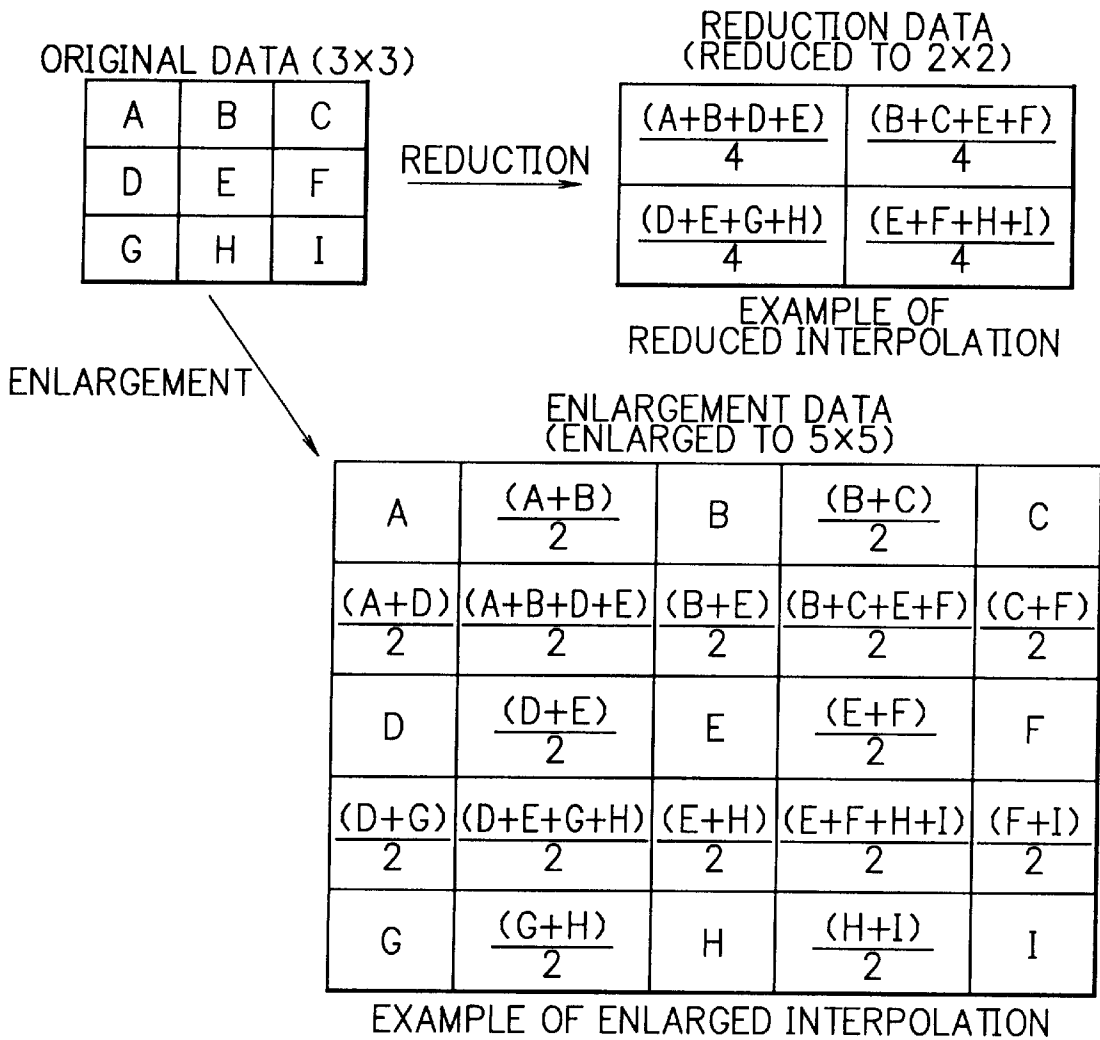 ORIGINAL DATA (3×3)
A B C
D E F
G H I
REDUCTION
REDUCTION DATA
(REDUCED TO 2×2)
(A+B+D+E) (B+C+E+F)
4 4
(D+E+G+H) (E+F+H+I)
4 4
EXAMPLE OF
REDUCED INTERPOLATION
ENLARGEMENT
ENLARGEMENT DATA
(ENLARGED TO 5×5)
A (A+B) B (B+C) C
2 2
(A+D) (A+B+D+E) (B+E) (B+C+E+F) (C+F)
2 2 2 2 2
D (D+E) E (E+F) F
2 2
(D+G) (D+E+G+H) (E+H) (E+F+H+I) (F+I)
2 2 2 2 2
G (G+H) H (H+I) I
2 2
EXAMPLE OF ENLARGED INTERPOLATION